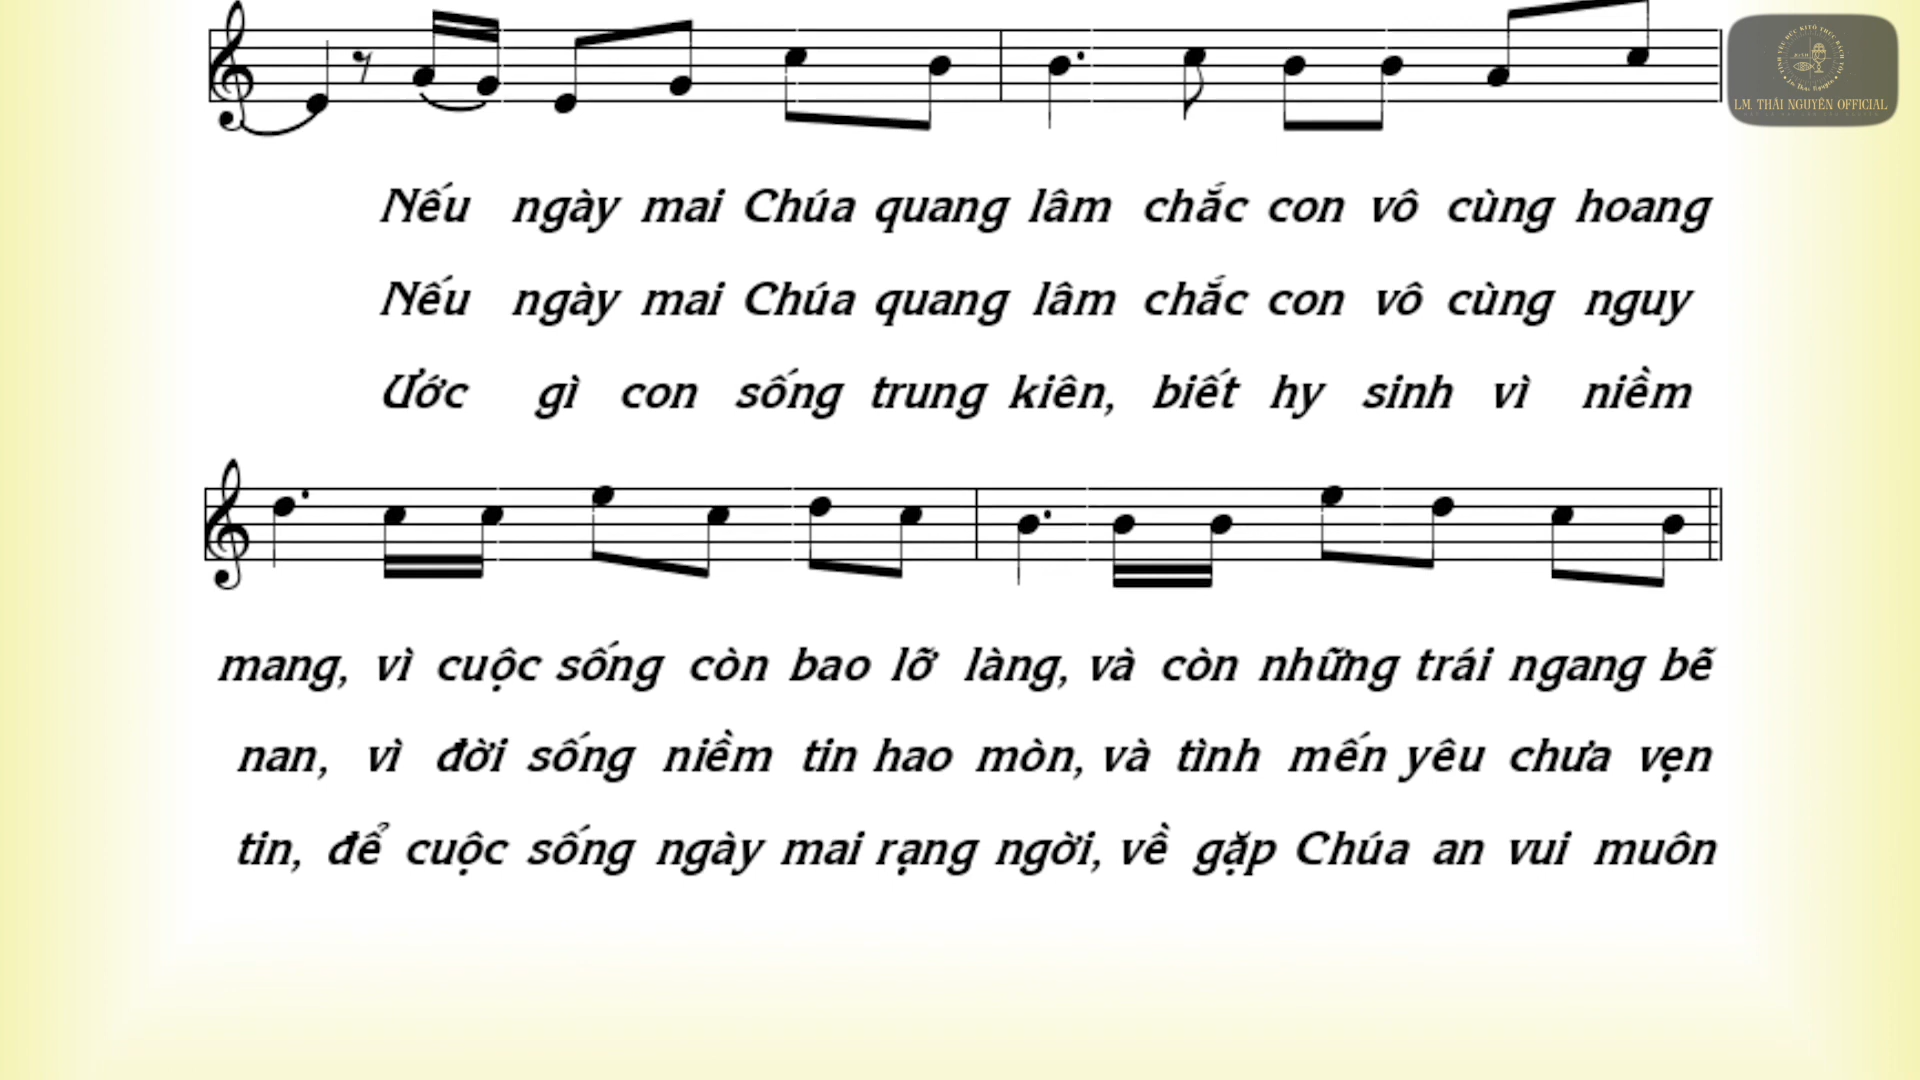 LM. THÁI NGUYÊN OFFICIAL
Nếu ngày mai Chúa quang lâm chắc con vô cùng hoang
Nếu ngày mai Chúa quang lâm chắc con vô cùng nguy
Ước gì con sống trung kiên, biết hy sinh vì niềm
mang, vì cuộc sống còn bao lỡ làng, và còn những trái ngang bẽ
nan, vì đời sống niềm tin hao mòn, và tình mến yêu chưa vẹn
tin, để cuộc sống ngày mai rạng ngời, về gặp Chúa an vui muôn